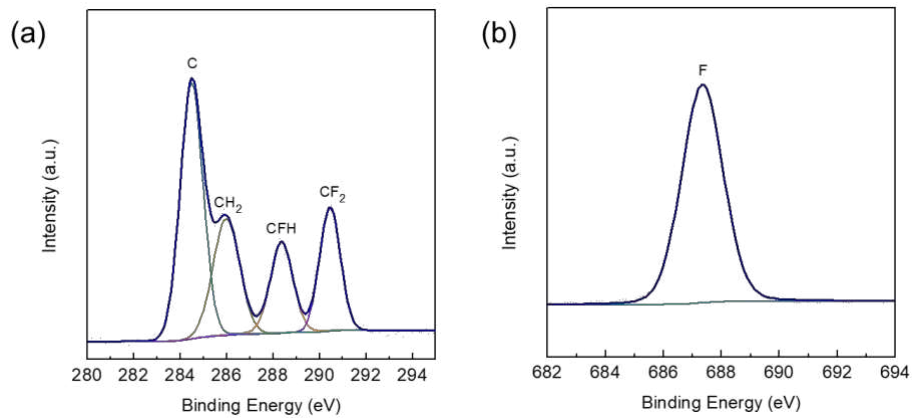 (a)
C
CH₂
CFH
CF₂
Intensity (a.u.)
280 282 284 286 288 290 292 294
Binding Energy (eV)
(b)
F
Intensity (a.u.)
682 684 686 688 690 692 694
Binding Energy (eV)